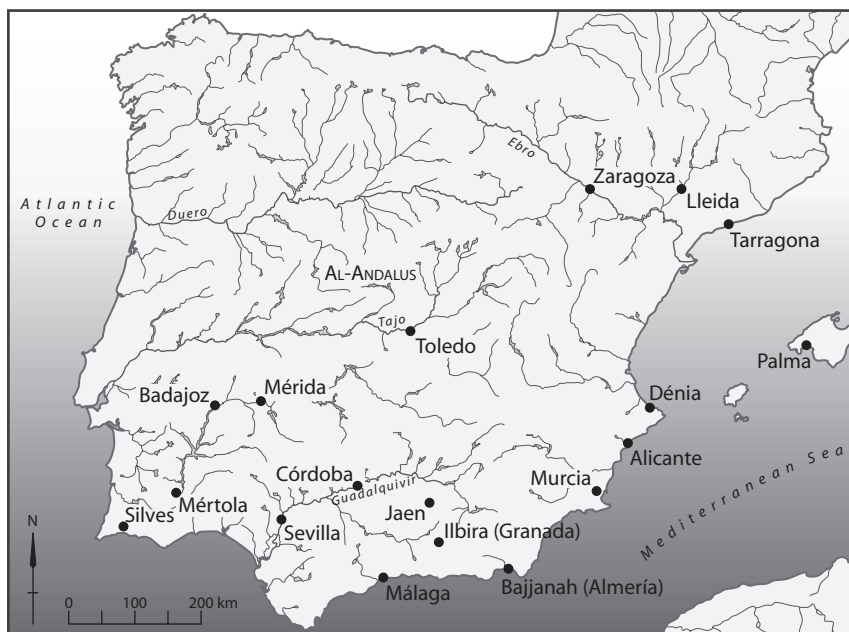 Ebro
Zaragoza
Lleida
Atlantic
Ocean
Duero
Tarragona
AL-ANDALUS
Tajo
Toledo
Palma
Badajoz
Mérida
Dénia
Alicante
Córdoba
Guadalquivir
Murcia
Mediterranean Sea
Mértola
Jaen
Silves
Sevilla
Ilbira (Granada)
N
Málaga
Bajjanah (Almería)
0 100 200 km